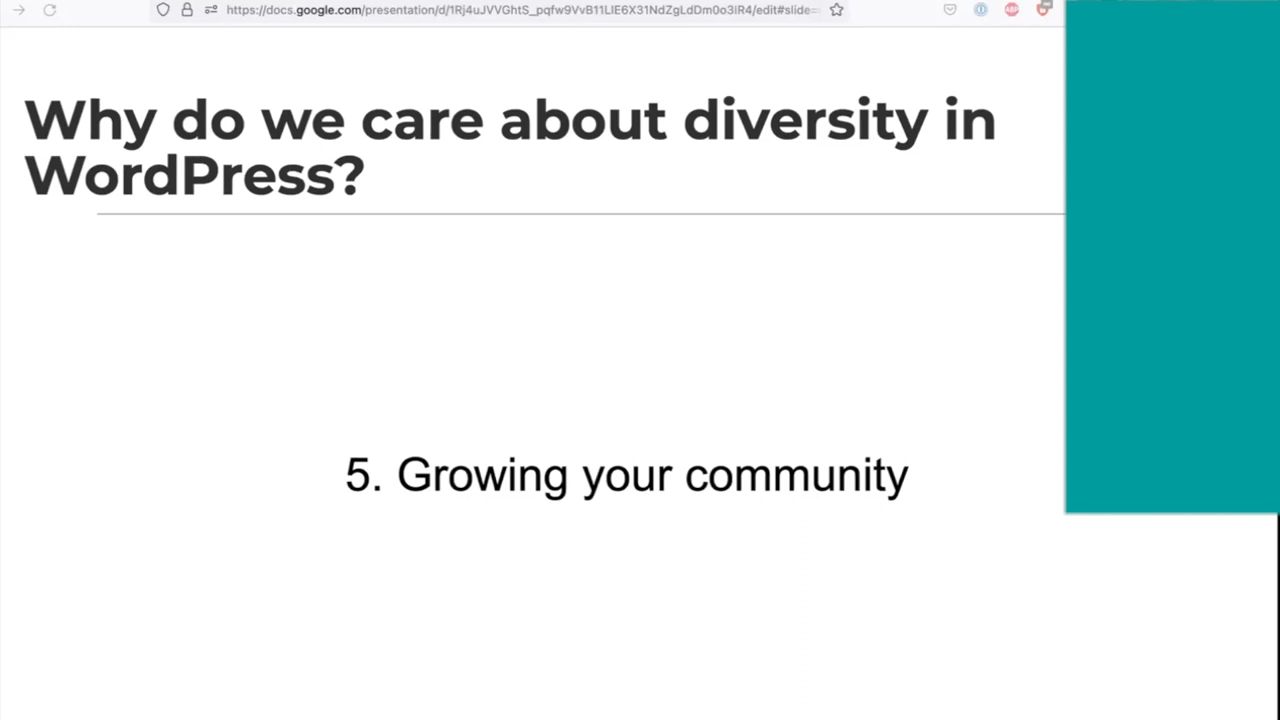 https://docs.google.com/presentation/d/1Rj4uJVVGhtS_pqfw9VvB11LIE6X31NdZgLdDm0o3iR4/edit#slide=
ABP
Why do we care about diversity in
WordPress?
5. Growing your community